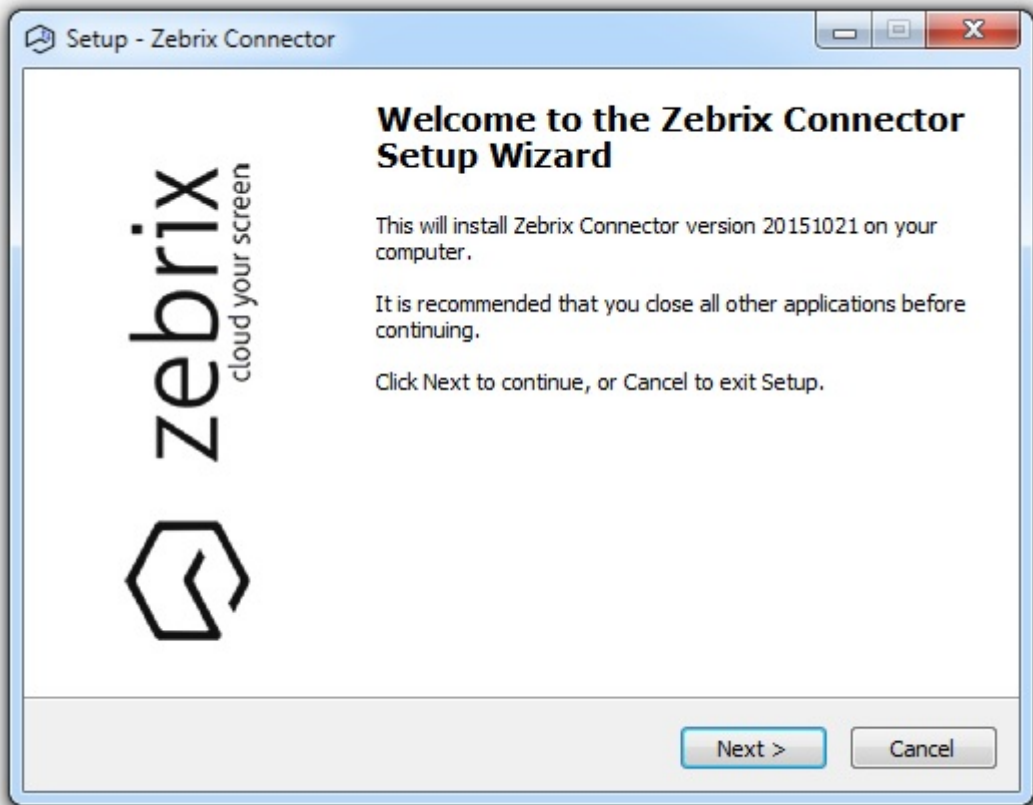 Setup - Zebrix Connector
zebrix
cloud your screen
Welcome to the Zebrix Connector
Setup Wizard
This will install Zebrix Connector version 20151021 on your
computer.
It is recommended that you close all other applications before
continuing.
Click Next to continue, or Cancel to exit Setup.
Next >
Cancel